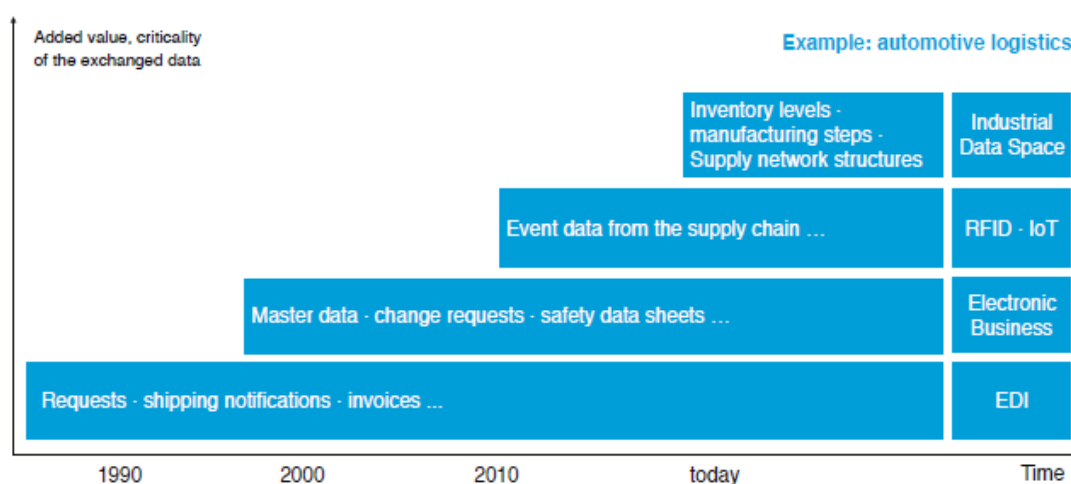 Added value, criticality
of the exchanged data
Example: automotive logistics
Inventory levels ·
manufacturing steps ·
Supply network structures
Industrial
Data Space
Event data from the supply chain ...
RFID · IoT
Master data · change requests · safety data sheets ...
Electronic
Business
Requests · shipping notifications · invoices ...
EDI
1990
2000
2010
today
Time